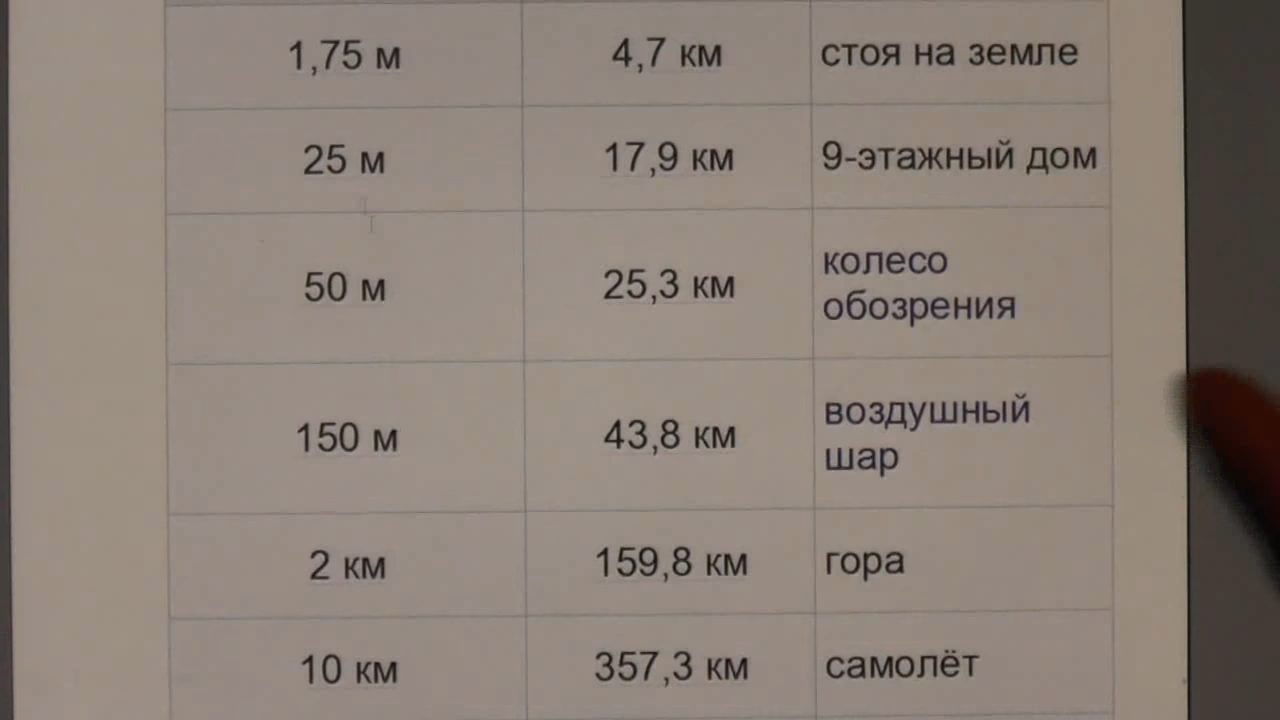 1,75 м 4,7 км стоя на земле
25 м 17,9 км 9-этажный дом
50 м 25,3 км колесо
обозрения
150 м 43,8 км воздушный
шар
2 км 159,8 км гора
10 км 357,3 км самолёт